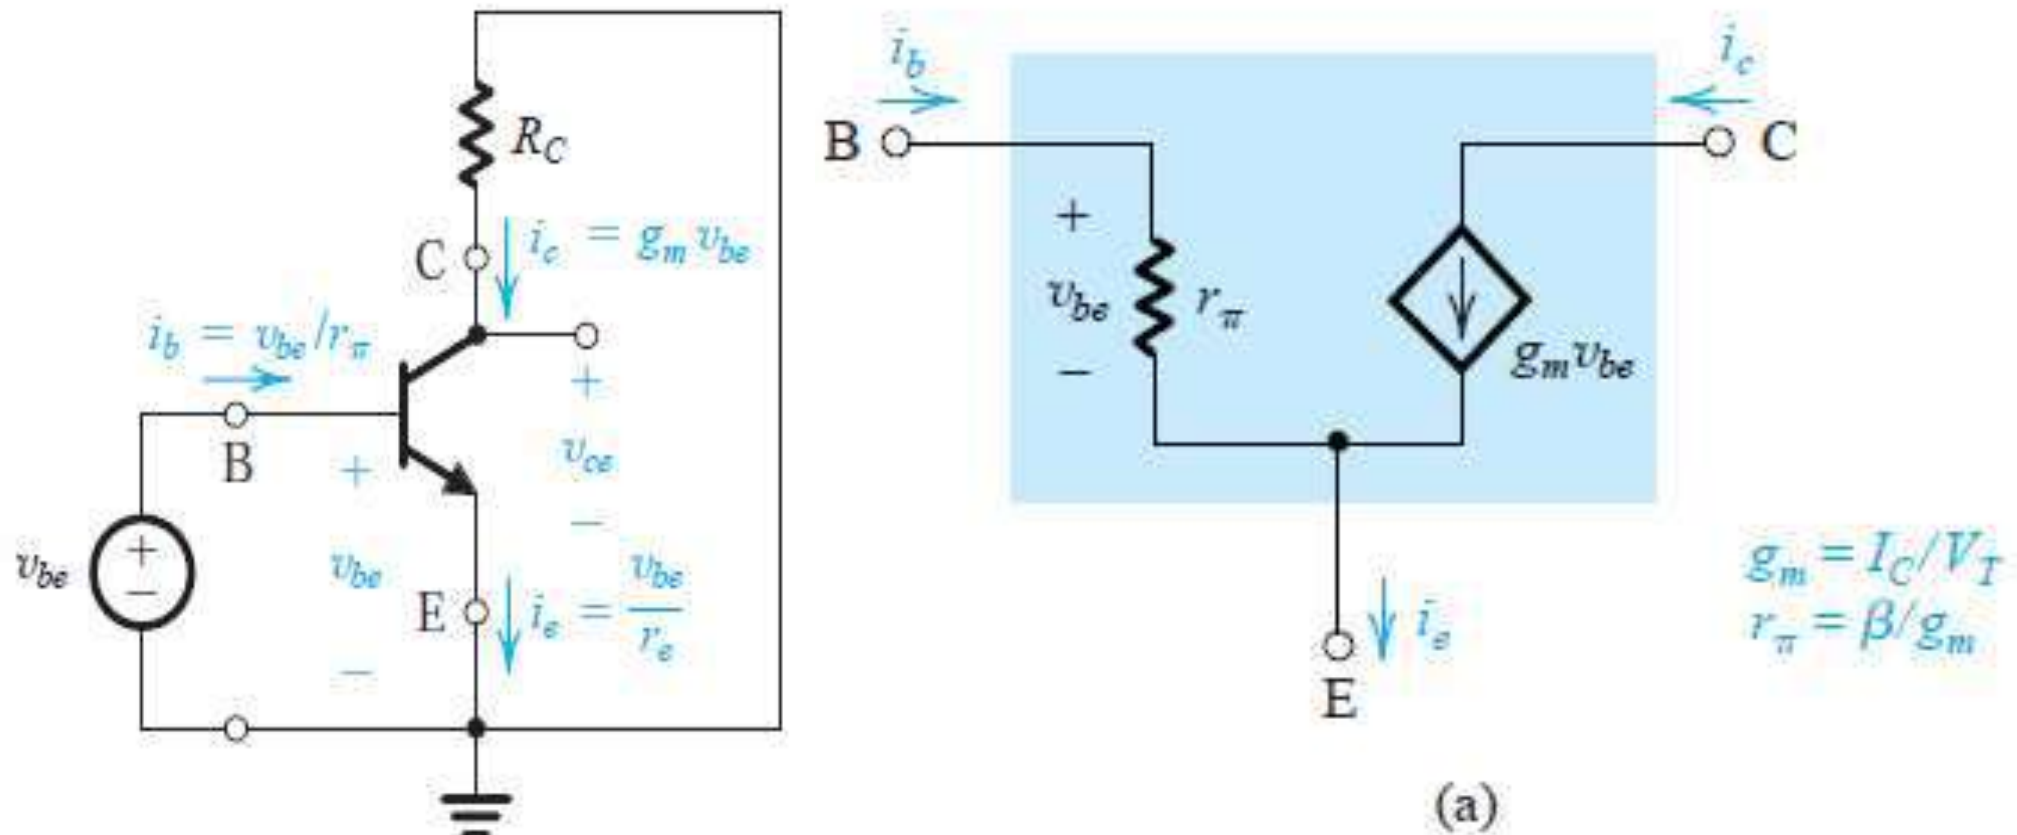 R_C
C
i_c = g_m v_be
i_b = v_be/r_π
B
+
v_be
−
+
v_ce
−
+
−
v_be
E
i_e = v_be/r_e
i_b
i_c
B
C
+
v_be
−
r_π
g_m v_be
i_e
E
g_m = I_C/V_T
r_π = β/g_m
(a)